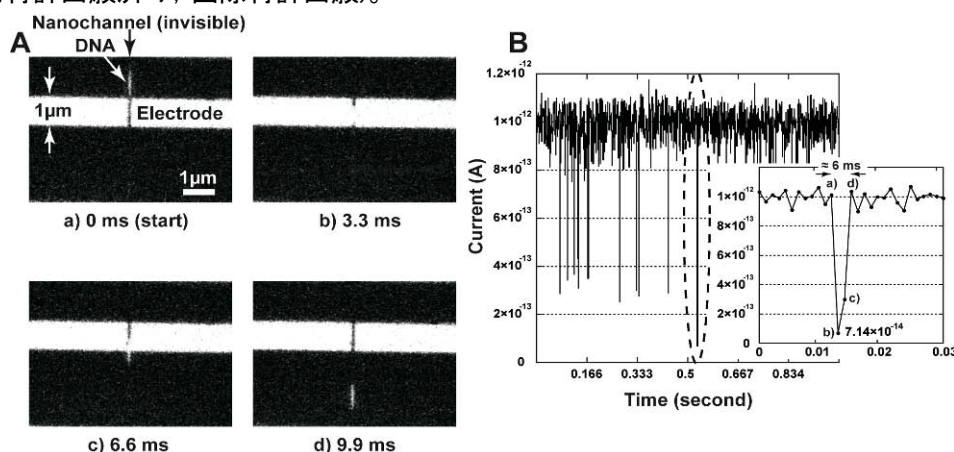 Nanochannel (invisible)
A
DNA
1µm
Electrode
1µm
a) 0 ms (start)
b) 3.3 ms
c) 6.6 ms
d) 9.9 ms
B
Current (A)
1.2×10⁻¹²
1×10⁻¹²
8×10⁻¹³
6×10⁻¹³
4×10⁻¹³
2×10⁻¹³
0
0.166
0.333
0.5
0.667
0.834
Time (second)
≈ 6 ms
a)
d)
1×10⁻¹²
8×10⁻¹³
6×10⁻¹³
4×10⁻¹³
2×10⁻¹³
0
c)
b)
7.14×10⁻¹⁴
0
0.01
0.02
0.03